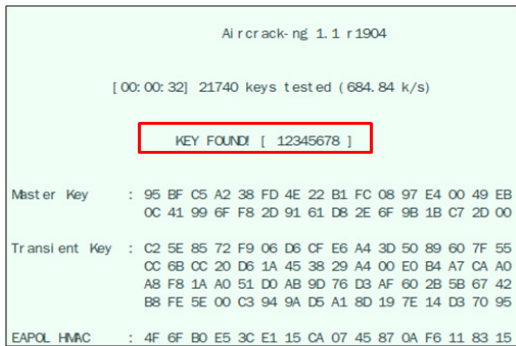 Aircrack-ng 1.1 r1904
[00:00:32] 21740 keys tested (684.84 k/s)
KEY FOUND! [ 12345678 ]
Master Key : 95 BF C5 A2 38 FD 4E 22 B1 FC 08 97 E4 00 49 EB
0C 41 99 6F F8 2D 91 61 D8 2E 6F 9B 1B C7 2D 00
Transient Key : C2 5E 85 72 F9 06 D6 CF E6 A4 3D 50 89 60 7F 55
CC 6B CC 20 D6 1A 45 38 29 A4 00 E0 B4 A7 CA A0
A8 F8 1A A0 51 D0 AB 9D 76 D3 AF 60 2B 5B 67 42
B8 FE 5E 00 C3 94 9A D5 A1 8D 19 7E 14 D3 70 95
EAPOL HMAC : 4F 6F B0 E5 3C E1 15 CA 07 45 87 0A F6 11 83 15